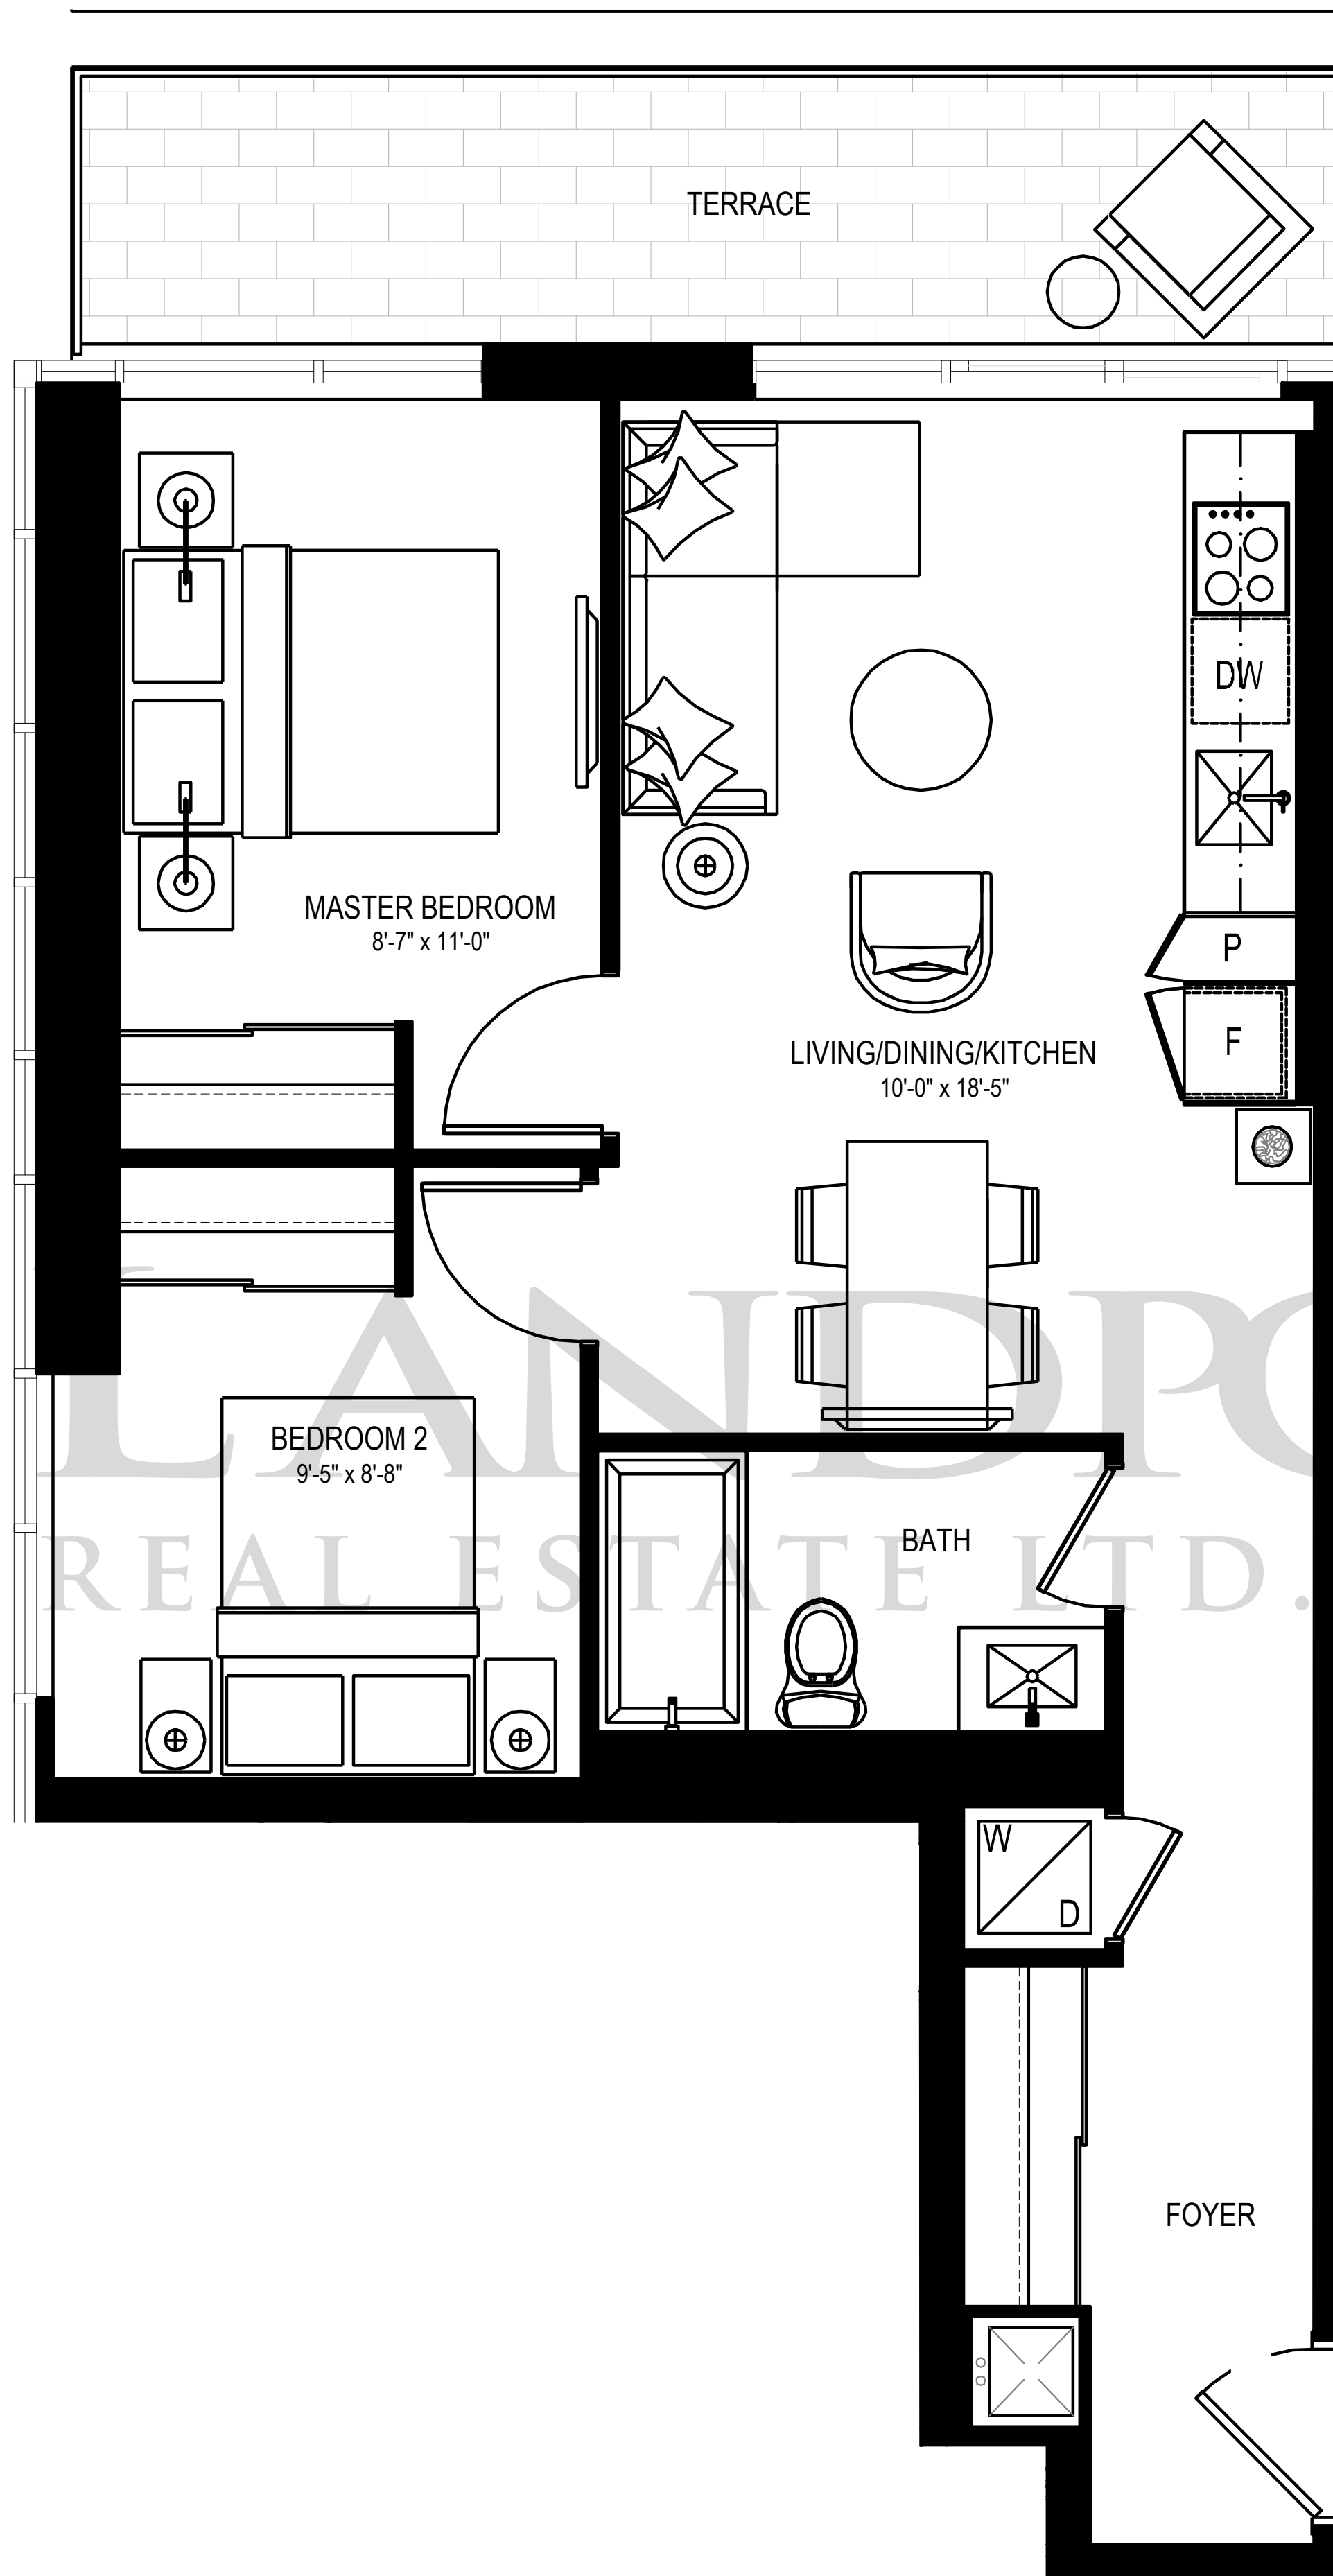 TERRACE
DW
MASTER BEDROOM
8'-7" x 11'-0"
P
F
LIVING/DINING/KITCHEN
10'-0" x 18'-5"
LANDPO
BEDROOM 2
9'-5" x 8'-8"
BATH
REAL ESTATE LTD.
W
D
FOYER